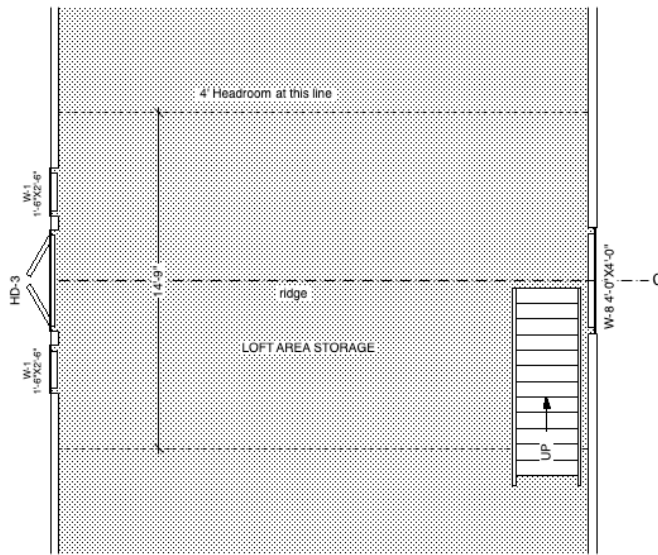 4' Headroom at this line
W-1
1'-6"X2'-6"
HD-3
14'-9"
ridge
W-8 4'-0"X4'-0"
C
LOFT AREA STORAGE
W-1
1'-6"X2'-6"
UP